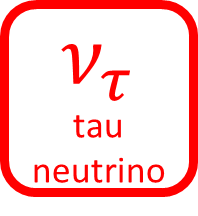 ντ
tau
neutrino